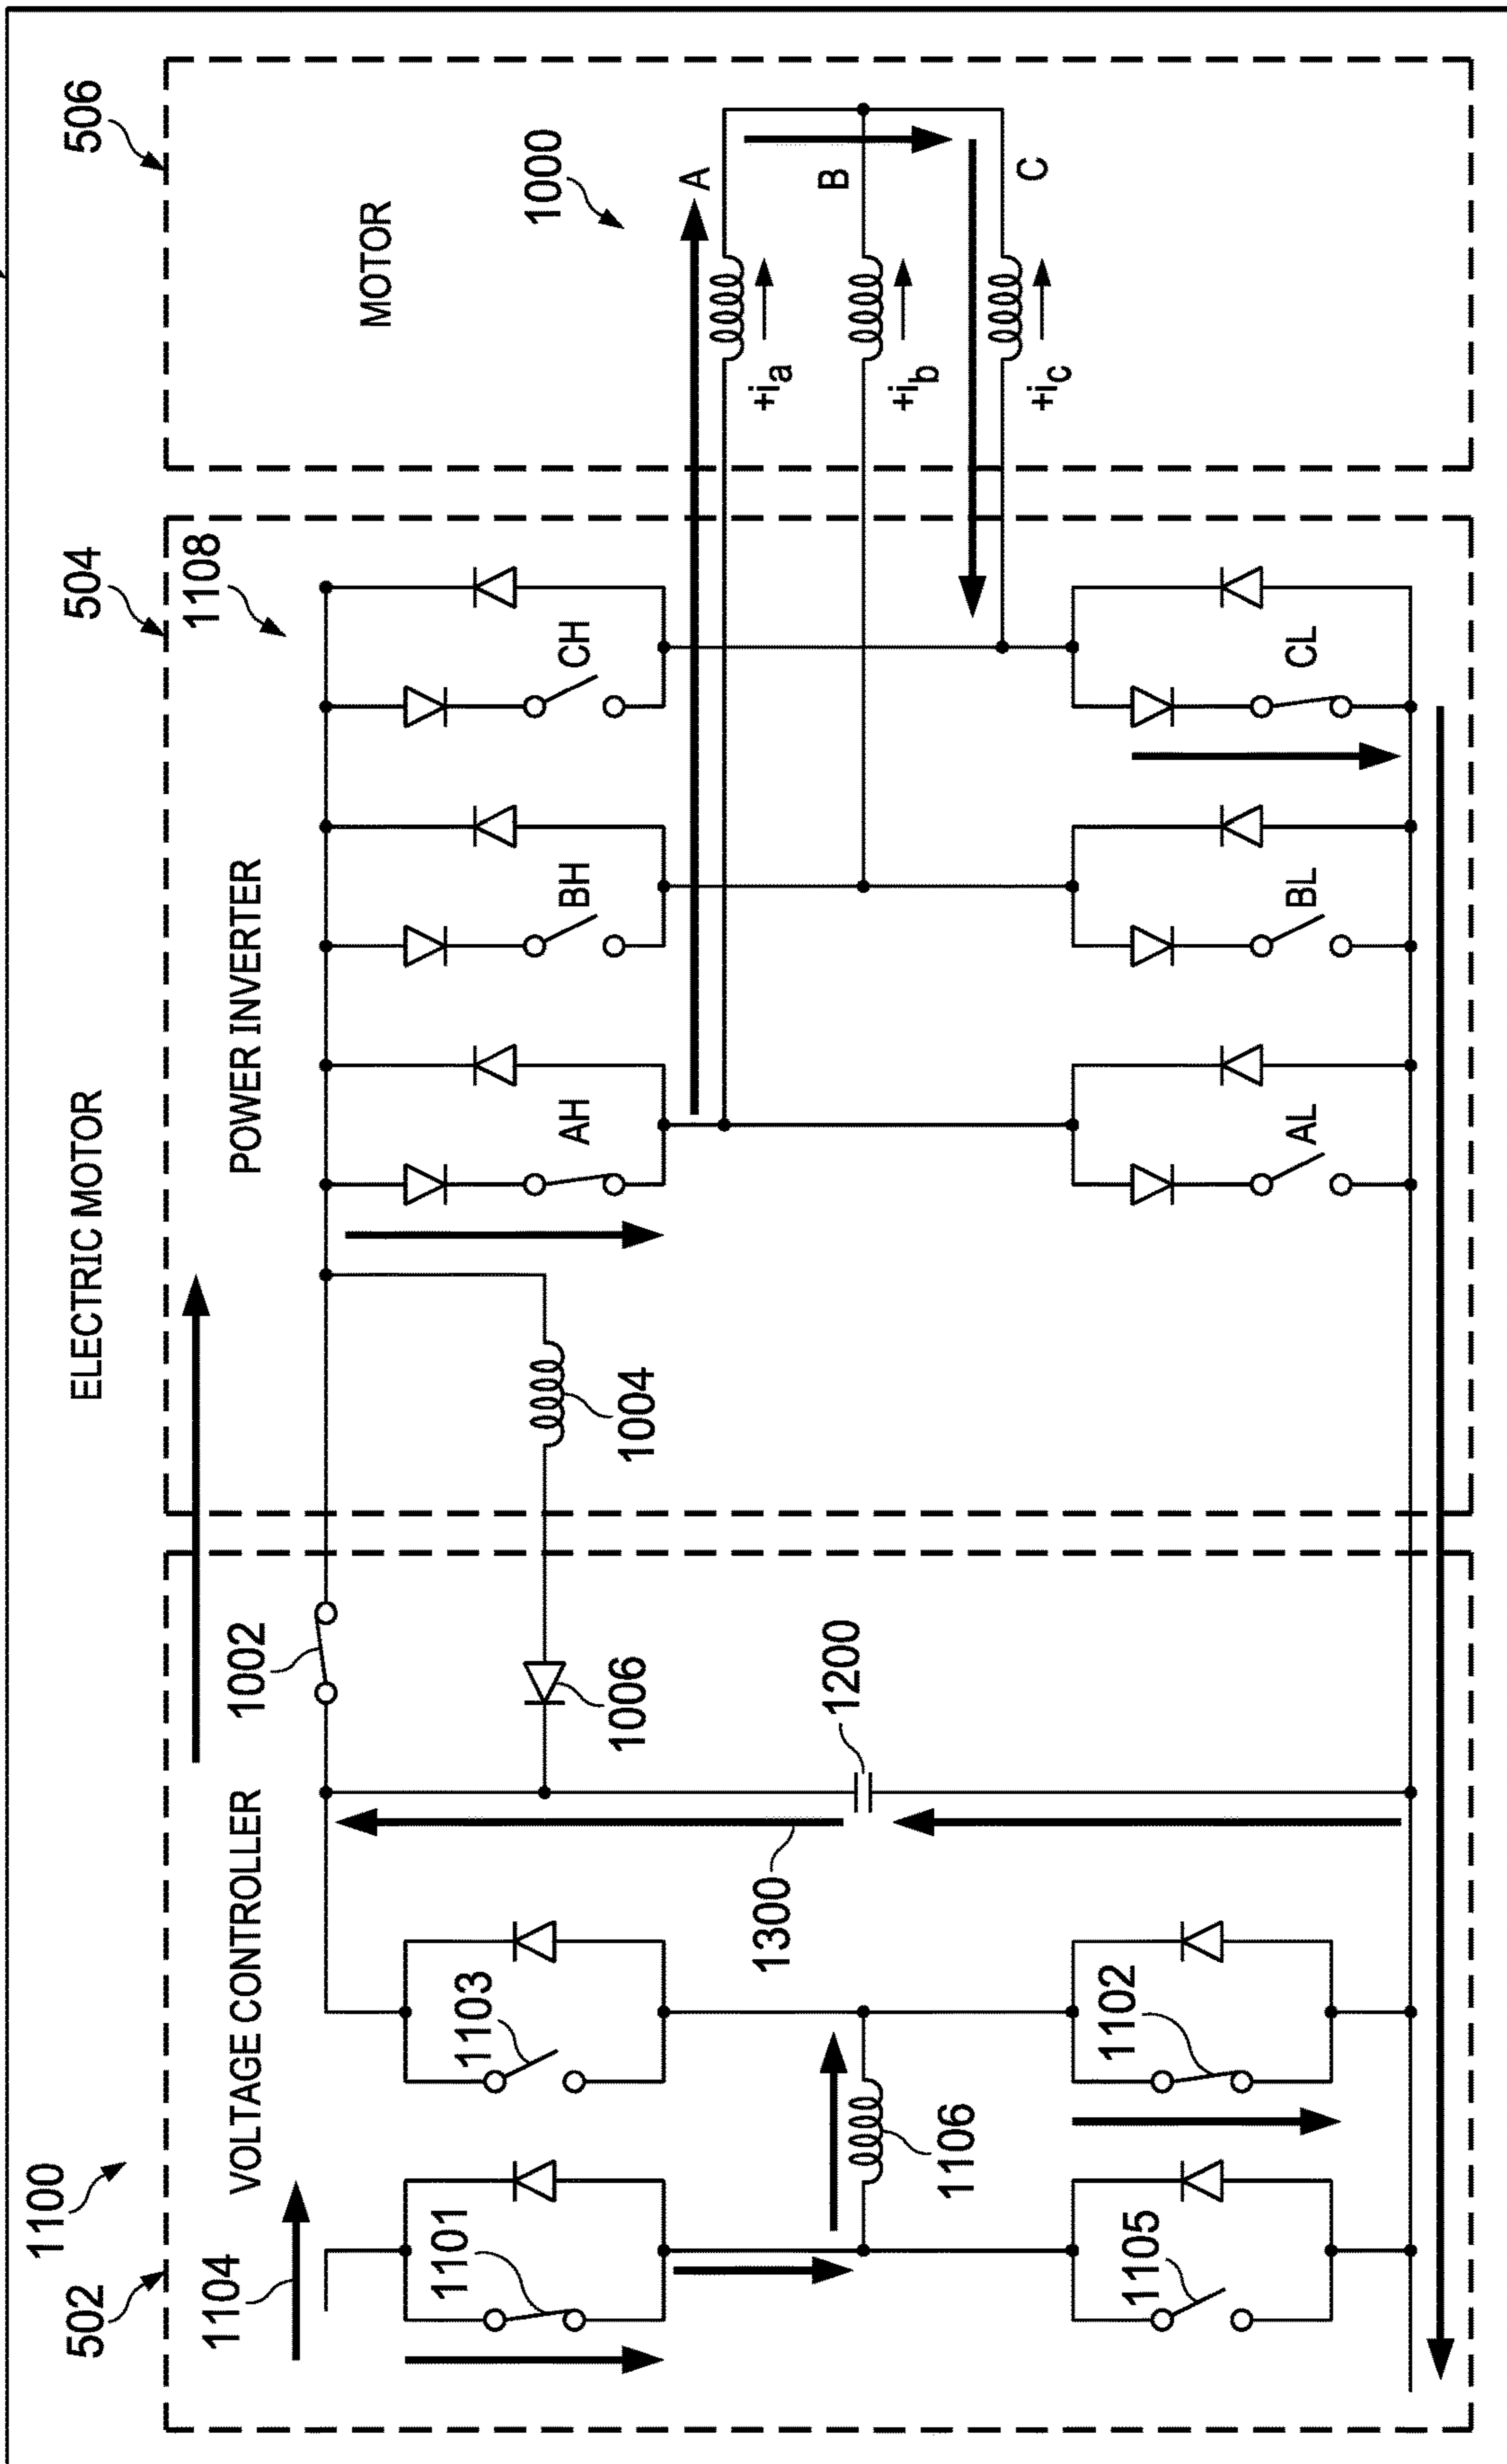 ELECTRIC MOTOR
1100
502
504
506
VOLTAGE CONTROLLER
POWER INVERTER
MOTOR
1104
1002
1108
1101
1103
1006
1004
AH
BH
CH
1000
A
B
C
+ia
+ib
+ic
1106
1300
1200
1105
1102
AL
BL
CL